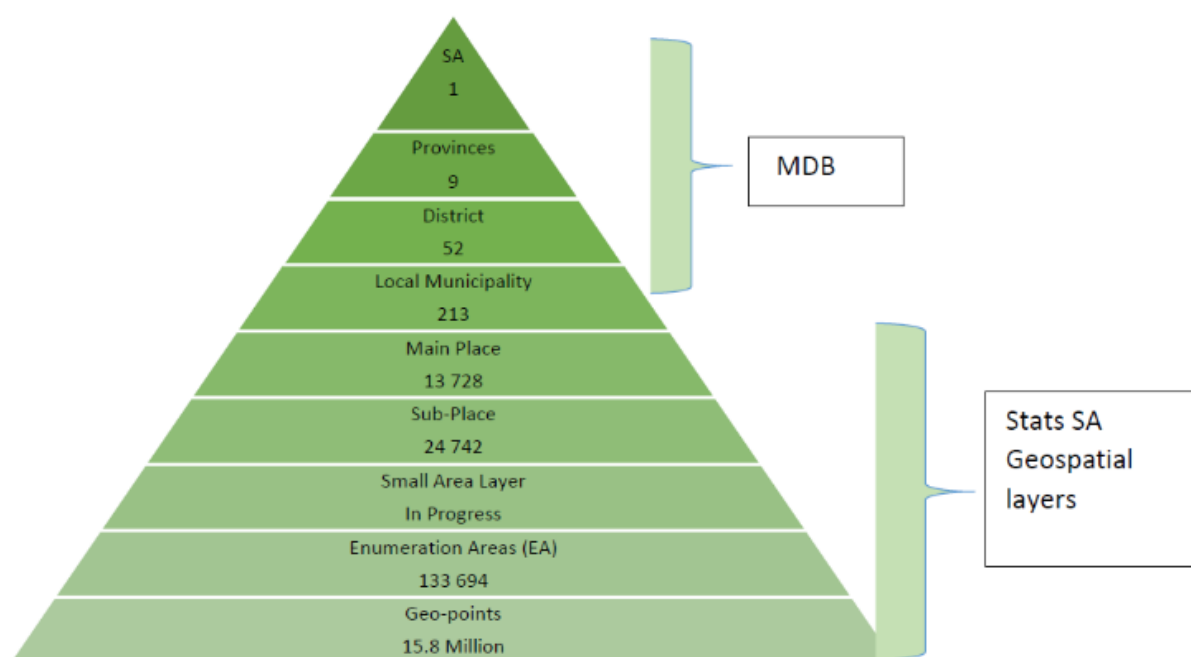 SA
1
Provinces
9
District
52
Local Municipality
213
Main Place
13 728
Sub-Place
24 742
Small Area Layer
In Progress
Enumeration Areas (EA)
133 694
Geo-points
15.8 Million
MDB
Stats SA
Geospatial
layers